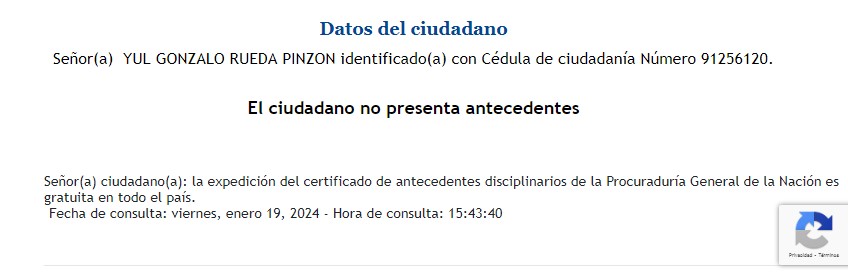 Datos del ciudadano
Señor(a)  YUL GONZALO RUEDA PINZON identificado(a) con Cédula de ciudadanía Número 91256120.
El ciudadano no presenta antecedentes
Señor(a) ciudadano(a): la expedición del certificado de antecedentes disciplinarios de la Procuraduría General de la Nación es
gratuita en todo el país.
Fecha de consulta: viernes, enero 19, 2024 - Hora de consulta: 15:43:40
Privacidad - Términos